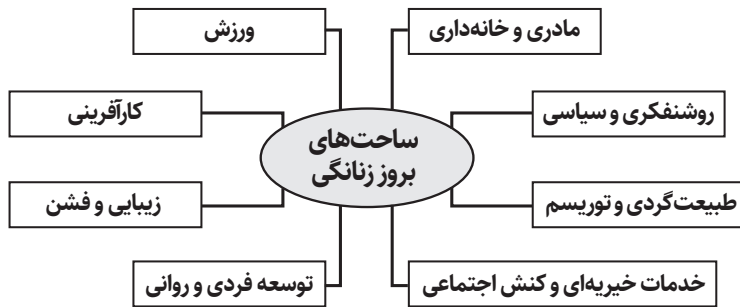 مادری و خانه‌داری
ورزش
روشنفکری و سیاسی
کارآفرینی
ساحت‌های
بروز زنانگی
طبیعت‌گردی و توریسم
زیبایی و فشن
خدمات خیریه‌ای و کنش اجتماعی
توسعه فردی و روانی